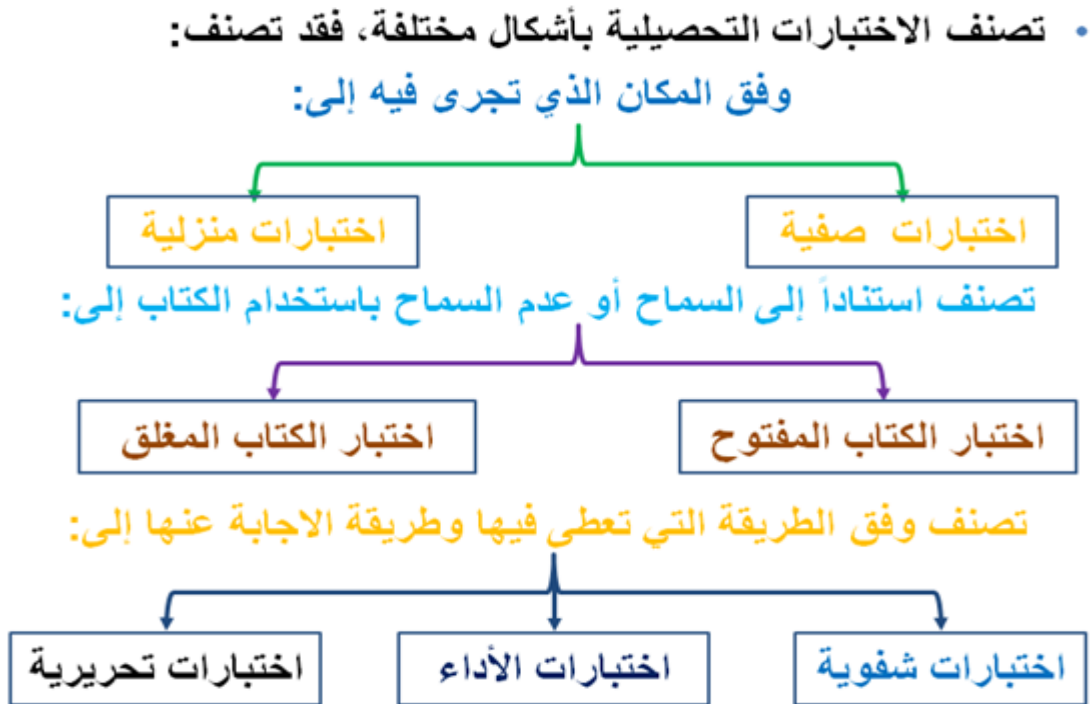 • تصنف الاختبارات التحصيلية بأشكال مختلفة، فقد تصنف:
وفق المكان الذي تجرى فيه إلى:
اختبارات صفية
اختبارات منزلية
تصنف استناداً إلى السماح أو عدم السماح باستخدام الكتاب إلى:
اختبار الكتاب المفتوح
اختبار الكتاب المغلق
تصنف وفق الطريقة التي تعطى فيها وطريقة الاجابة عنها إلى:
اختبارات شفوية
اختبارات الأداء
اختبارات تحريرية